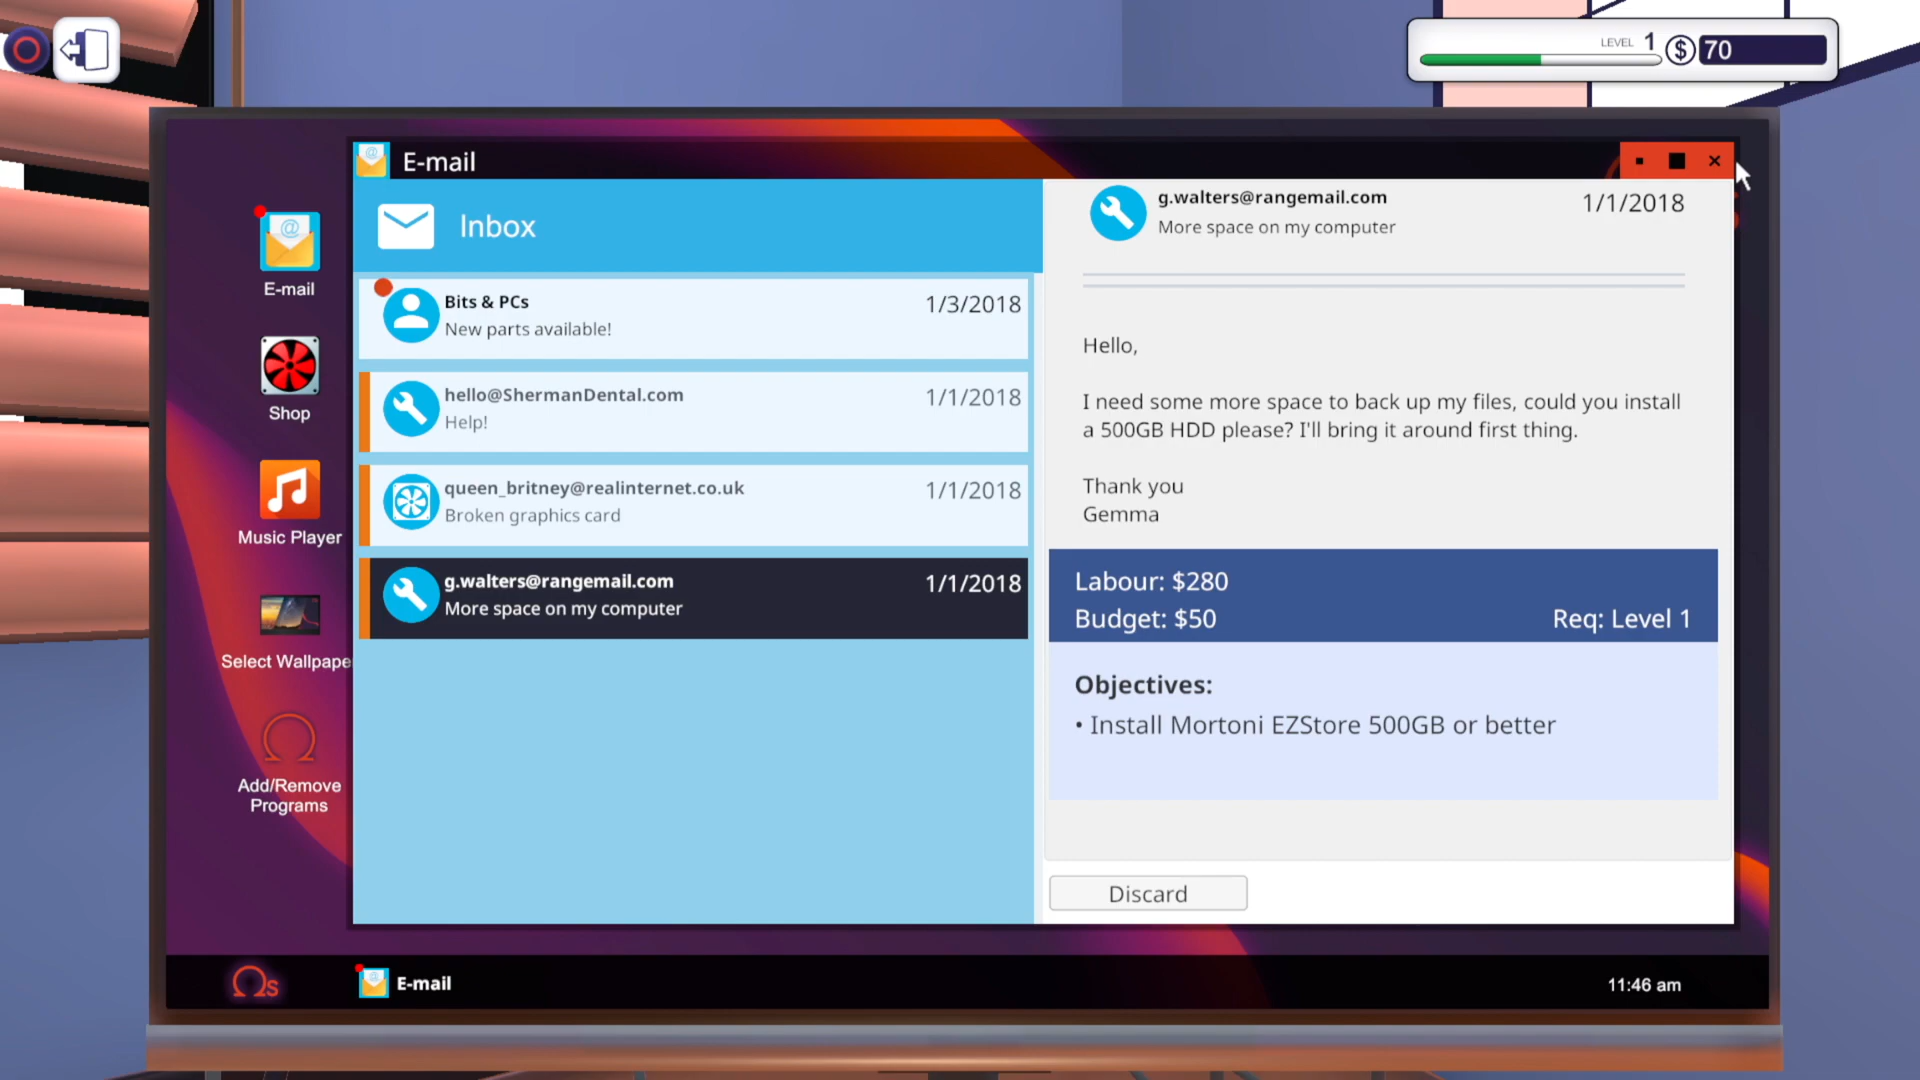 LEVEL 1
$ 70
E-mail
Inbox
Bits & PCs
1/3/2018
New parts available!
hello@ShermanDental.com
1/1/2018
Help!
queen_britney@realinternet.co.uk
1/1/2018
Broken graphics card
g.walters@rangemail.com
1/1/2018
More space on my computer
g.walters@rangemail.com
1/1/2018
More space on my computer
Hello,
I need some more space to back up my files, could you install
a 500GB HDD please? I'll bring it around first thing.
Thank you
Gemma
Labour: $280
Budget: $50
Req: Level 1
Objectives:
• Install Mortoni EZStore 500GB or better
Discard
E-mail
Shop
Music Player
Select Wallpape
Add/Remove
Programs
Ωs
E-mail
11:46 am